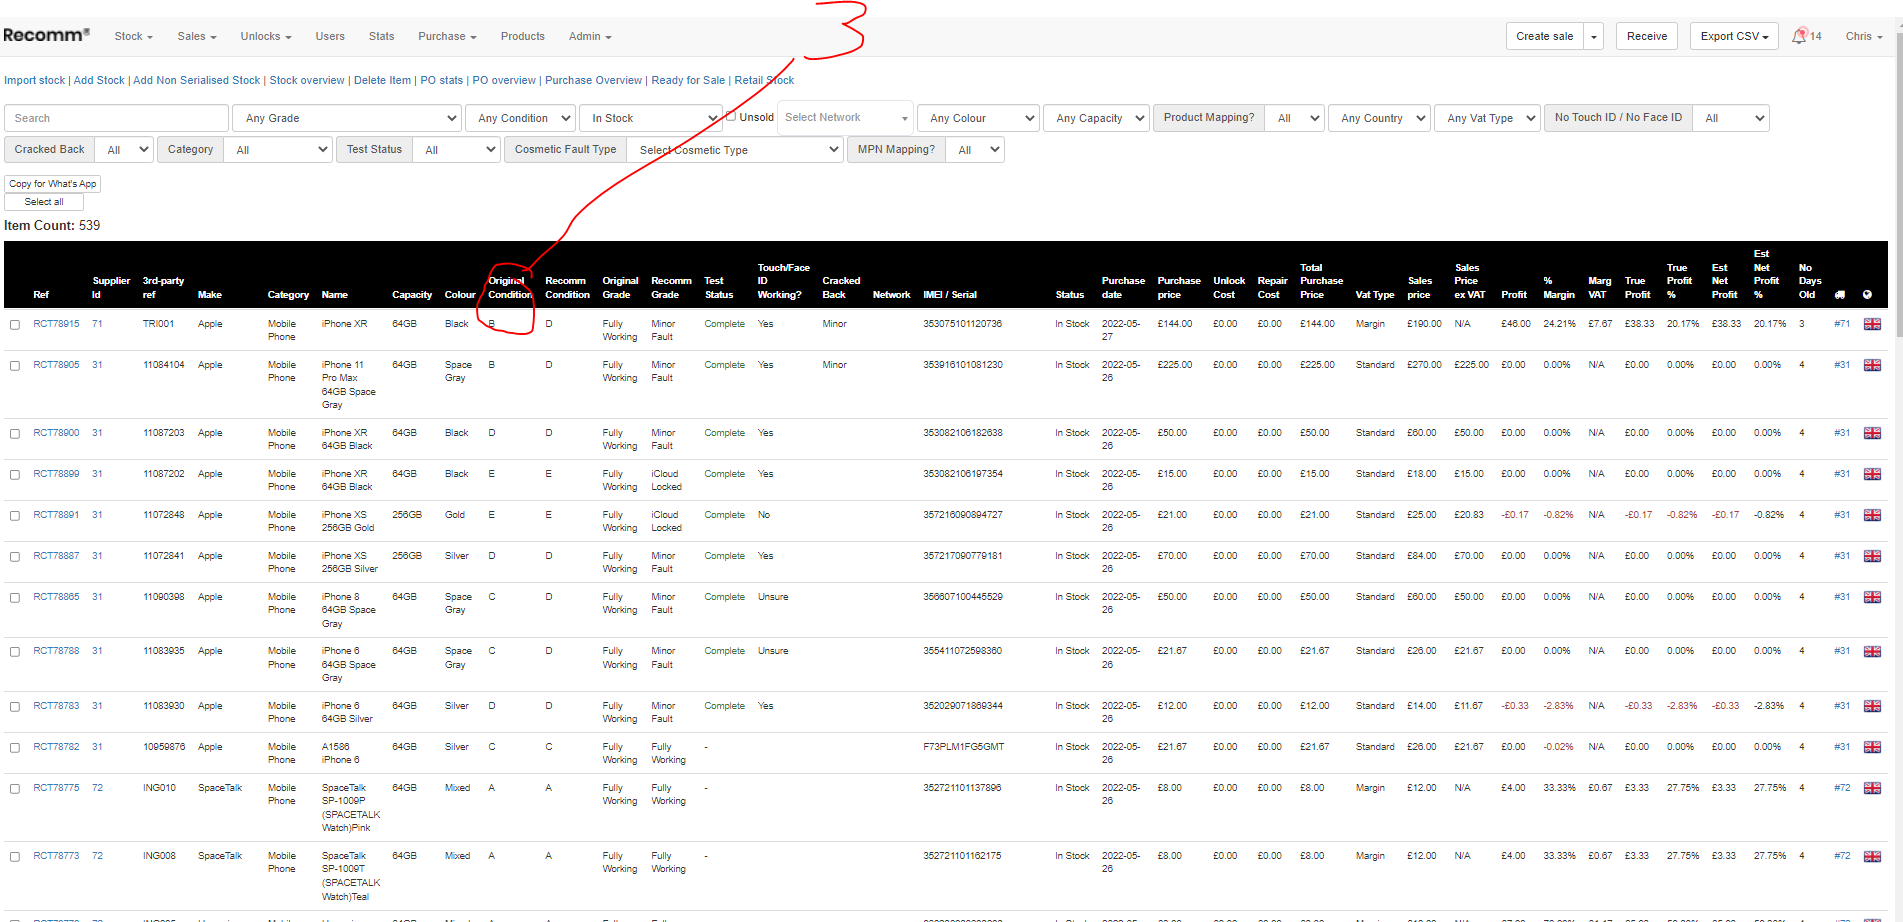 3
Recomm®
Stock Sales Unlocks Users Stats Purchase Products Admin Create sale Receive Export CSV 14 Chris
Import stock | Add Stock | Add Non Serialised Stock | Stock overview | Delete Item | PO stats | PO overview | Purchase Overview | Ready for Sale | Retail Stock
Search Any Grade Any Condition In Stock Unsold Select Network Any Colour Any Capacity Product Mapping? All Any Country Any Vat Type No Touch ID / No Face ID All
Cracked Back All Category All Test Status All Cosmetic Fault Type Select Cosmetic Type MPN Mapping? All
Copy for What's App
Select all
Item Count: 539
Ref Supplier Id 3rd-party ref Make Category Name Capacity Colour Original Condition Recomm Condition Original Grade Recomm Grade Test Status Touch/Face ID Working? Cracked Back Network IMEI / Serial Status Purchase date Purchase price Unlock Cost Repair Cost Total Purchase Price Vat Type Sales price Sales Price ex VAT Profit % Margin Marg VAT True Profit True Profit % Est Net Profit Est Net Profit % No Days Old
RCT78915 71 TRI001 Apple Mobile Phone iPhone XR 64GB Black B D Fully Working Minor Fault Complete Yes Minor 353075101120736 In Stock 2022-05-27 £144.00 £0.00 £0.00 £144.00 Margin £190.00 N/A £46.00 24.21% £7.67 £38.33 20.17% £38.33 20.17% 3 #71
RCT78905 31 11084104 Apple Mobile Phone iPhone 11 Pro Max 64GB Space Gray 64GB Space Gray B D Fully Working Minor Fault Complete Yes Minor 353916101081230 In Stock 2022-05-26 £225.00 £0.00 £0.00 £225.00 Standard £270.00 £225.00 £0.00 0.00% N/A £0.00 0.00% £0.00 0.00% 4 #31
RCT78900 31 11087203 Apple Mobile Phone iPhone XR 64GB Black 64GB Black D D Fully Working Minor Fault Complete Yes 353082106182638 In Stock 2022-05-26 £50.00 £0.00 £0.00 £50.00 Standard £60.00 £50.00 £0.00 0.00% N/A £0.00 0.00% £0.00 0.00% 4 #31
RCT78899 31 11087202 Apple Mobile Phone iPhone XR 64GB Black 64GB Black E E Fully Working iCloud Locked Complete Yes 353082106197354 In Stock 2022-05-26 £15.00 £0.00 £0.00 £15.00 Standard £18.00 £15.00 £0.00 0.00% N/A £0.00 0.00% £0.00 0.00% 4 #31
RCT78891 31 11072848 Apple Mobile Phone iPhone XS 256GB Gold 256GB Gold E E Fully Working iCloud Locked Complete No 357216090894727 In Stock 2022-05-26 £21.00 £0.00 £0.00 £21.00 Standard £25.00 £20.83 -£0.17 -0.82% N/A -£0.17 -0.82% -£0.17 -0.82% 4 #31
RCT78887 31 11072841 Apple Mobile Phone iPhone XS 256GB Silver 256GB Silver D D Fully Working Minor Fault Complete Yes 357217090779181 In Stock 2022-05-26 £70.00 £0.00 £0.00 £70.00 Standard £84.00 £70.00 £0.00 0.00% N/A £0.00 0.00% £0.00 0.00% 4 #31
RCT78865 31 11090398 Apple Mobile Phone iPhone 8 64GB Space Gray 64GB Space Gray C D Fully Working Minor Fault Complete Unsure 356607100445529 In Stock 2022-05-26 £50.00 £0.00 £0.00 £50.00 Standard £60.00 £50.00 £0.00 0.00% N/A £0.00 0.00% £0.00 0.00% 4 #31
RCT78788 31 11083935 Apple Mobile Phone iPhone 6 64GB Space Gray 64GB Space Gray C D Fully Working Minor Fault Complete Unsure 355411072598360 In Stock 2022-05-26 £21.67 £0.00 £0.00 £21.67 Standard £26.00 £21.67 £0.00 0.00% N/A £0.00 0.00% £0.00 0.00% 4 #31
RCT78783 31 11083930 Apple Mobile Phone iPhone 6 64GB Silver 64GB Silver D D Fully Working Minor Fault Complete Yes 352029071869344 In Stock 2022-05-26 £12.00 £0.00 £0.00 £12.00 Standard £14.00 £11.67 -£0.33 -2.83% N/A -£0.33 -2.83% -£0.33 -2.83% 4 #31
RCT78782 31 10959876 Apple Mobile Phone A1586 iPhone 6 64GB Silver C C Fully Working Fully Working - F73PLM1FG5GMT In Stock 2022-05-26 £21.67 £0.00 £0.00 £21.67 Standard £26.00 £21.67 £0.00 -0.02% N/A £0.00 0.00% £0.00 0.00% 4 #31
RCT78775 72 ING010 SpaceTalk Mobile Phone SpaceTalk SP-1009P (SPACETALK Watch)Pink 64GB Mixed A A Fully Working Fully Working - 352721101137896 In Stock 2022-05-26 £8.00 £0.00 £0.00 £8.00 Margin £12.00 N/A £4.00 33.33% £0.67 £3.33 27.75% £3.33 27.75% 4 #72
RCT78773 72 ING008 SpaceTalk Mobile Phone SpaceTalk SP-1009T (SPACETALK Watch)Teal 64GB Mixed A A Fully Working Fully Working - 352721101162175 In Stock 2022-05-26 £8.00 £0.00 £0.00 £8.00 Margin £12.00 N/A £4.00 33.33% £0.67 £3.33 27.75% £3.33 27.75% 4 #72